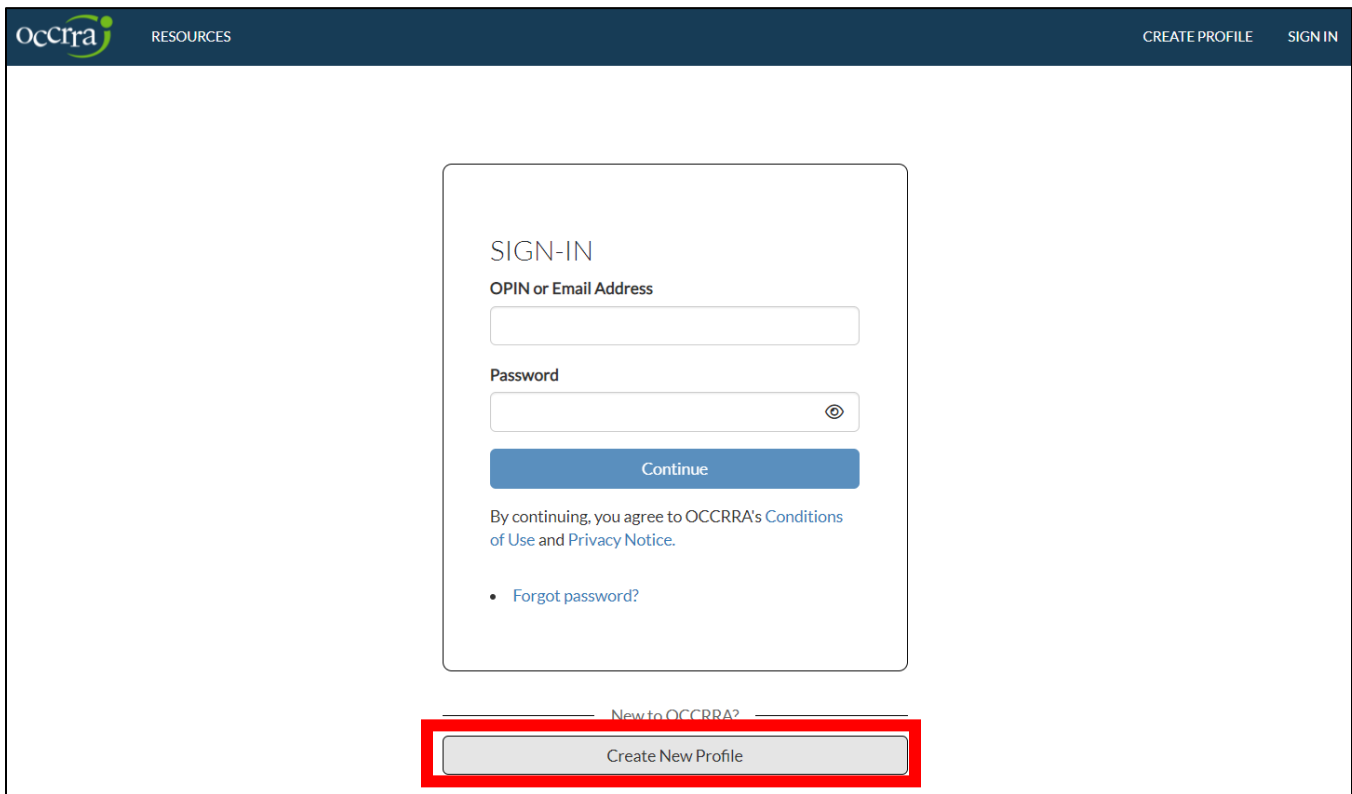 Occrra
RESOURCES
CREATE PROFILE
SIGN IN
SIGN-IN
OPIN or Email Address
Password
Continue
By continuing, you agree to OCCRRA's Conditions
of Use and Privacy Notice.
• Forgot password?
New to OCCRRA?
Create New Profile